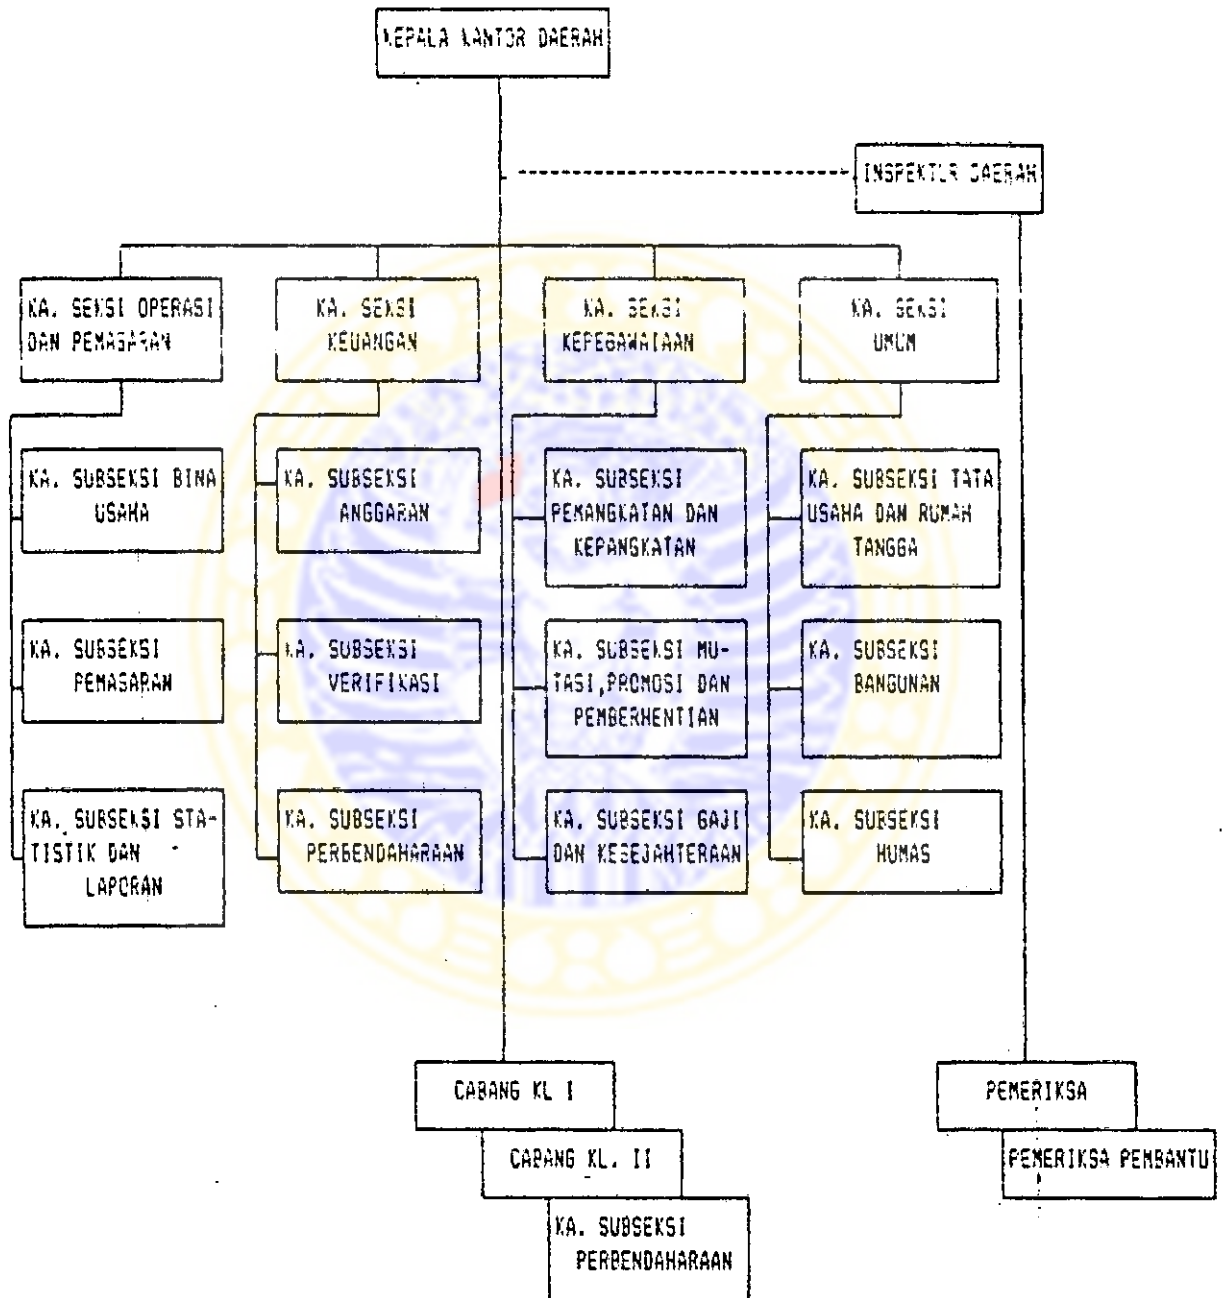 KEPALA KANTOR DAERAH
INSPEKTUR DAERAH
KA. SEKSI OPERASI
DAN PEMASARAN
KA. SEKSI
KEUANGAN
KA. SEKSI
KEPEGAWAIAAN
KA. SEKSI
UMUM
KA. SUBSEKSI BINA
USAHA
KA. SUBSEKSI
ANGGARAN
KA. SUBSEKSI
PEMANGKATAN DAN
KEPANGKATAN
KA. SUBSEKSI TATA
USAHA DAN RUMAH
TANGGA
KA. SUBSEKSI
PEMASARAN
KA. SUBSEKSI
VERIFIKASI
KA. SUBSEKSI MU-
TASI,PROMOSI DAN
PEMBERHENTIAN
KA. SUBSEKSI
BANGUNAN
KA. SUBSEKSI STA-
TISTIK DAN
LAPORAN
KA. SUBSEKSI
PERBENDAHARAAN
KA. SUBSEKSI GAJI
DAN KESEJAHTERAAN
KA. SUBSEKSI
HUMAS
CABANG KL I
CABANG KL. II
KA. SUBSEKSI
PERBENDAHARAAN
PEMERIKSA
PEMERIKSA PEMBANTU